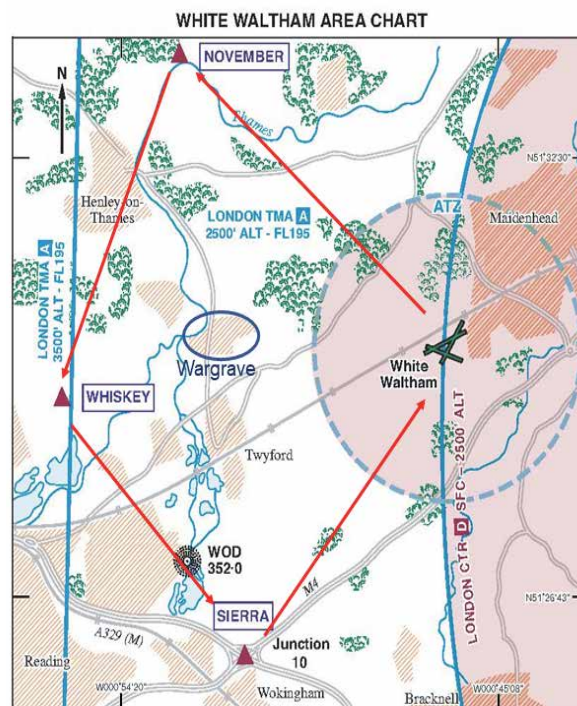 WHITE WALTHAM AREA CHART
NOVEMBER
N
Thames
N51°32'30
ATZ
Maidenhead
Henley-on-
Thames
LONDON TMA A
2500' ALT - FL195
LONDON TMA A
3500' ALT - FL195
Wargrave
White
Waltham
WHISKEY
Twyford
LONDON CTR D SFC - 2500' ALT
WOD
352·0
M4
N51°26'43
SIERRA
A329 (M)
Junction
10
Reading
Wokingham
W000°54'20
Bracknell
W000°45'08